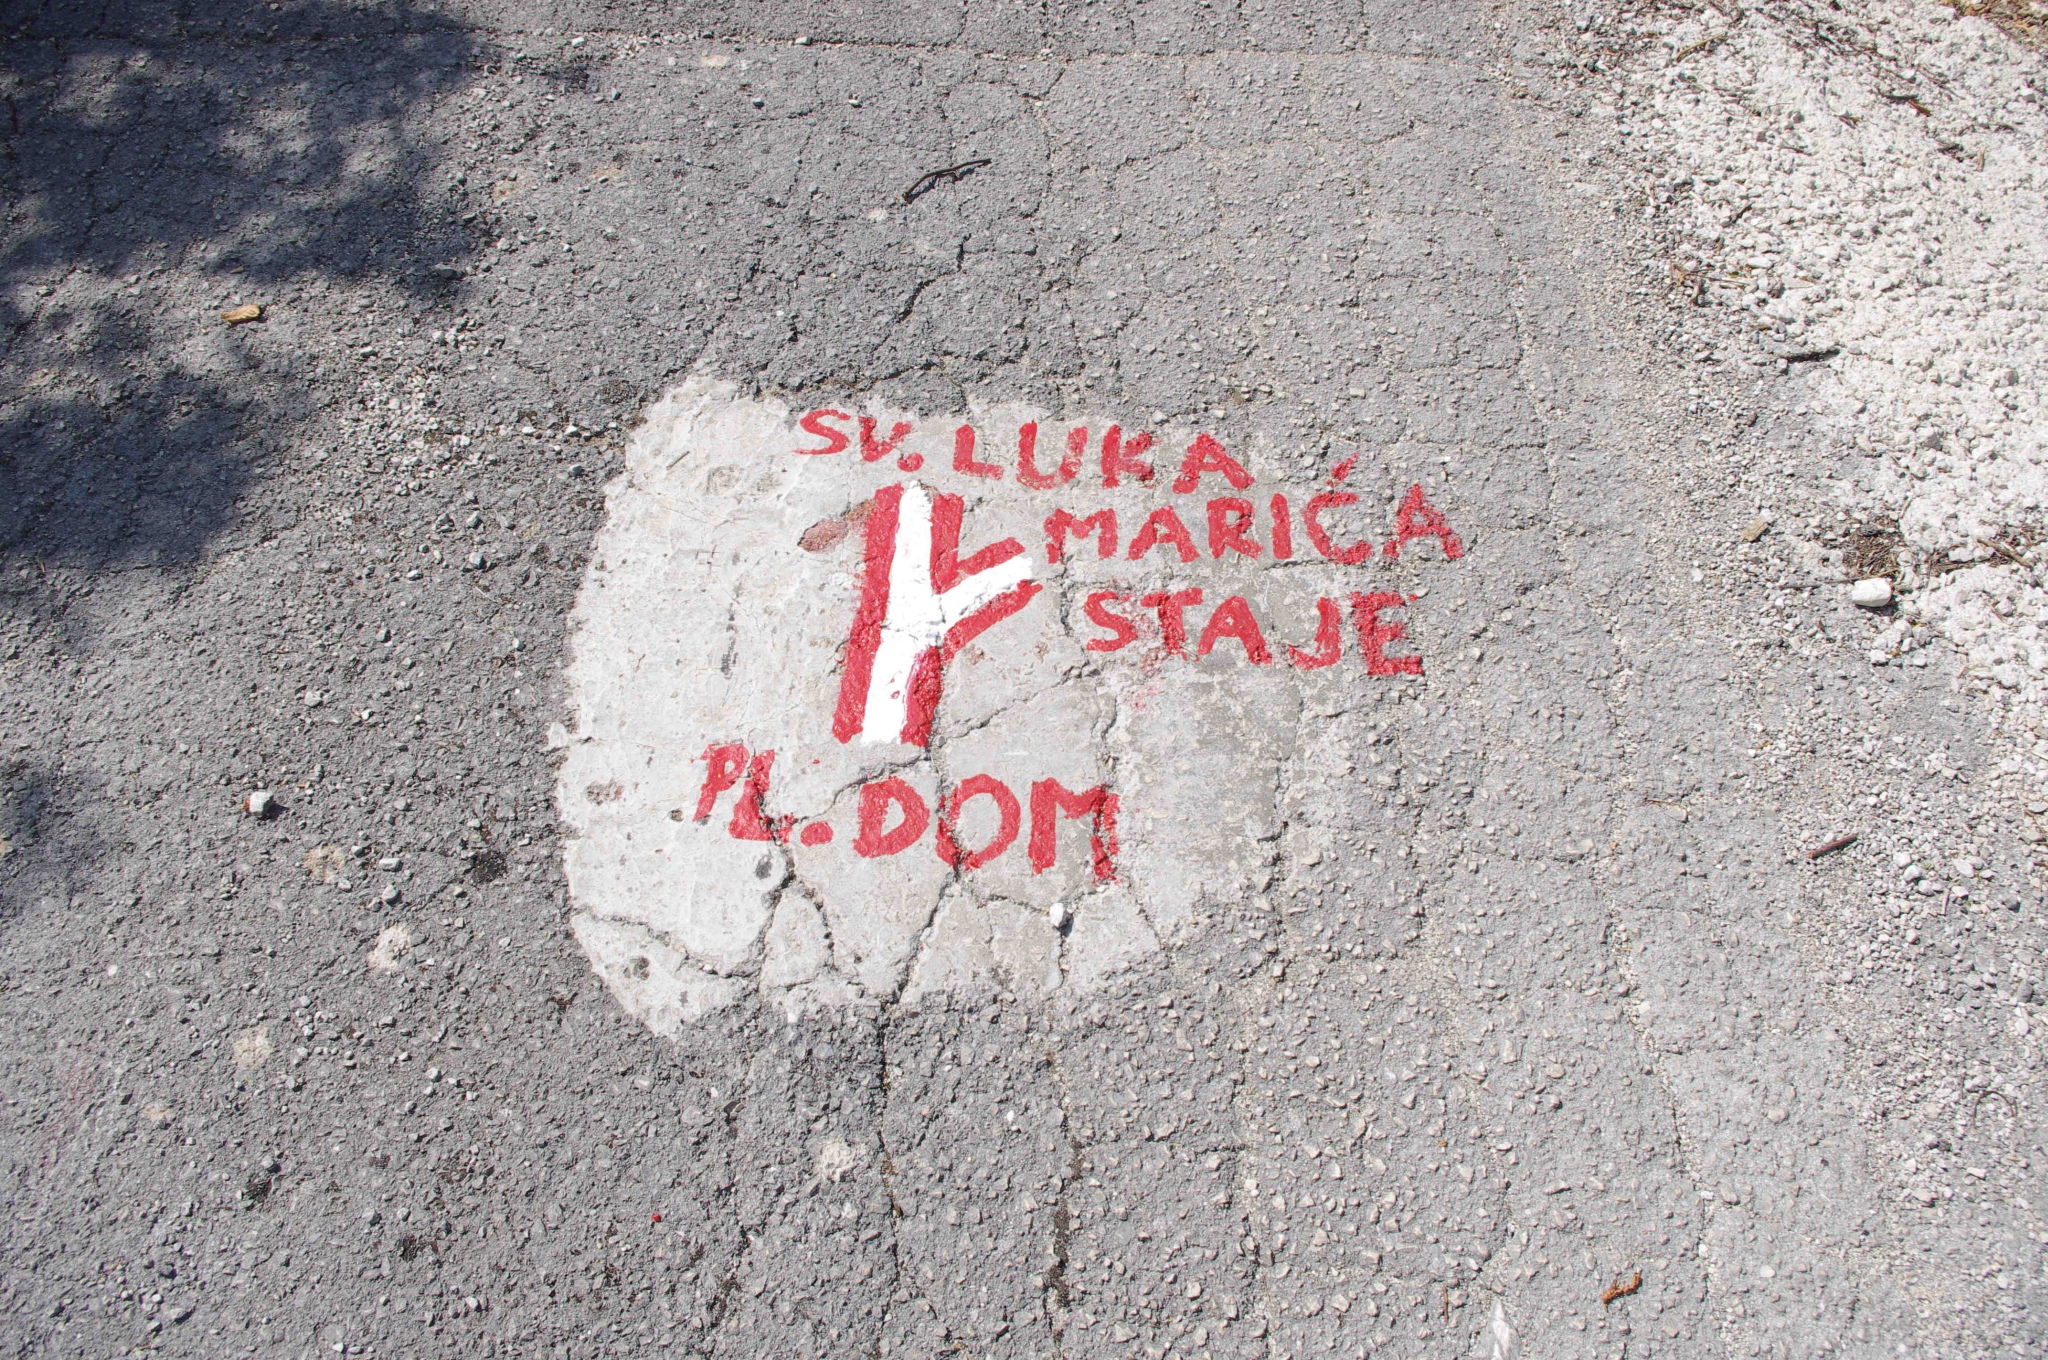 SV. LUKA
MARIĆA
STAJE
PL. DOM